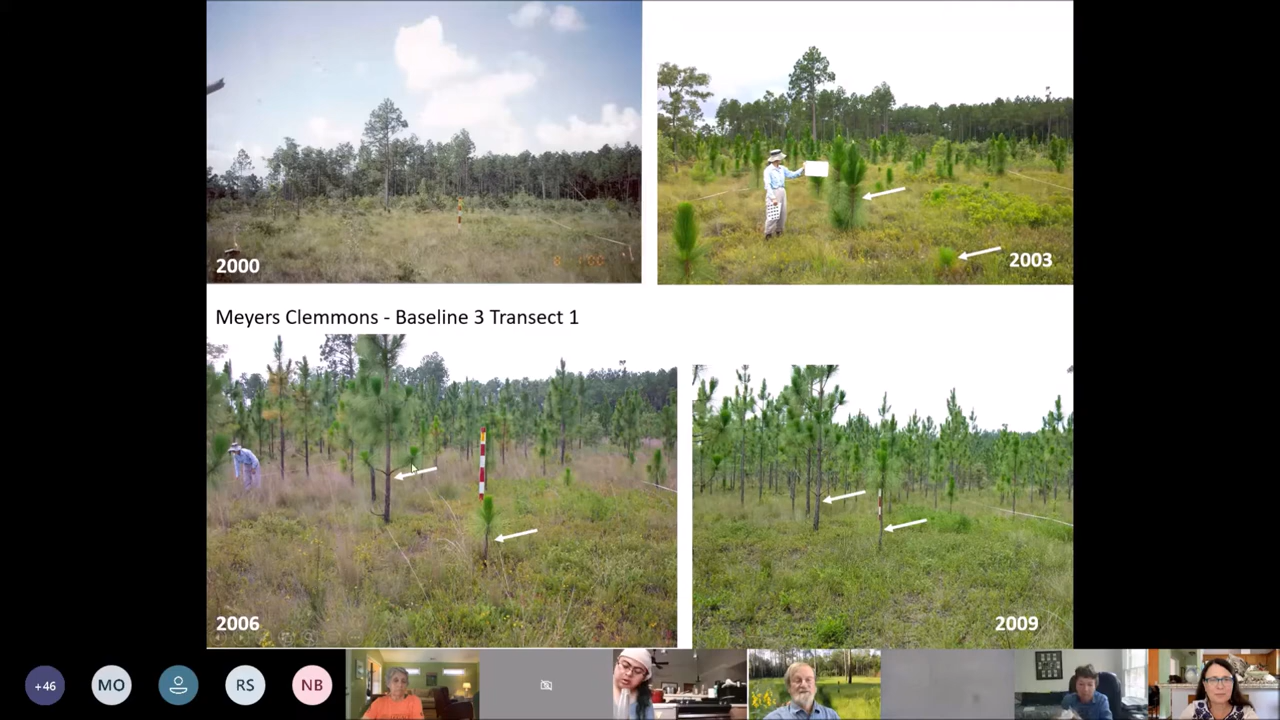 2000
2003
Meyers Clemmons - Baseline 3 Transect 1
2006
2009
+46
MO
RS
NB